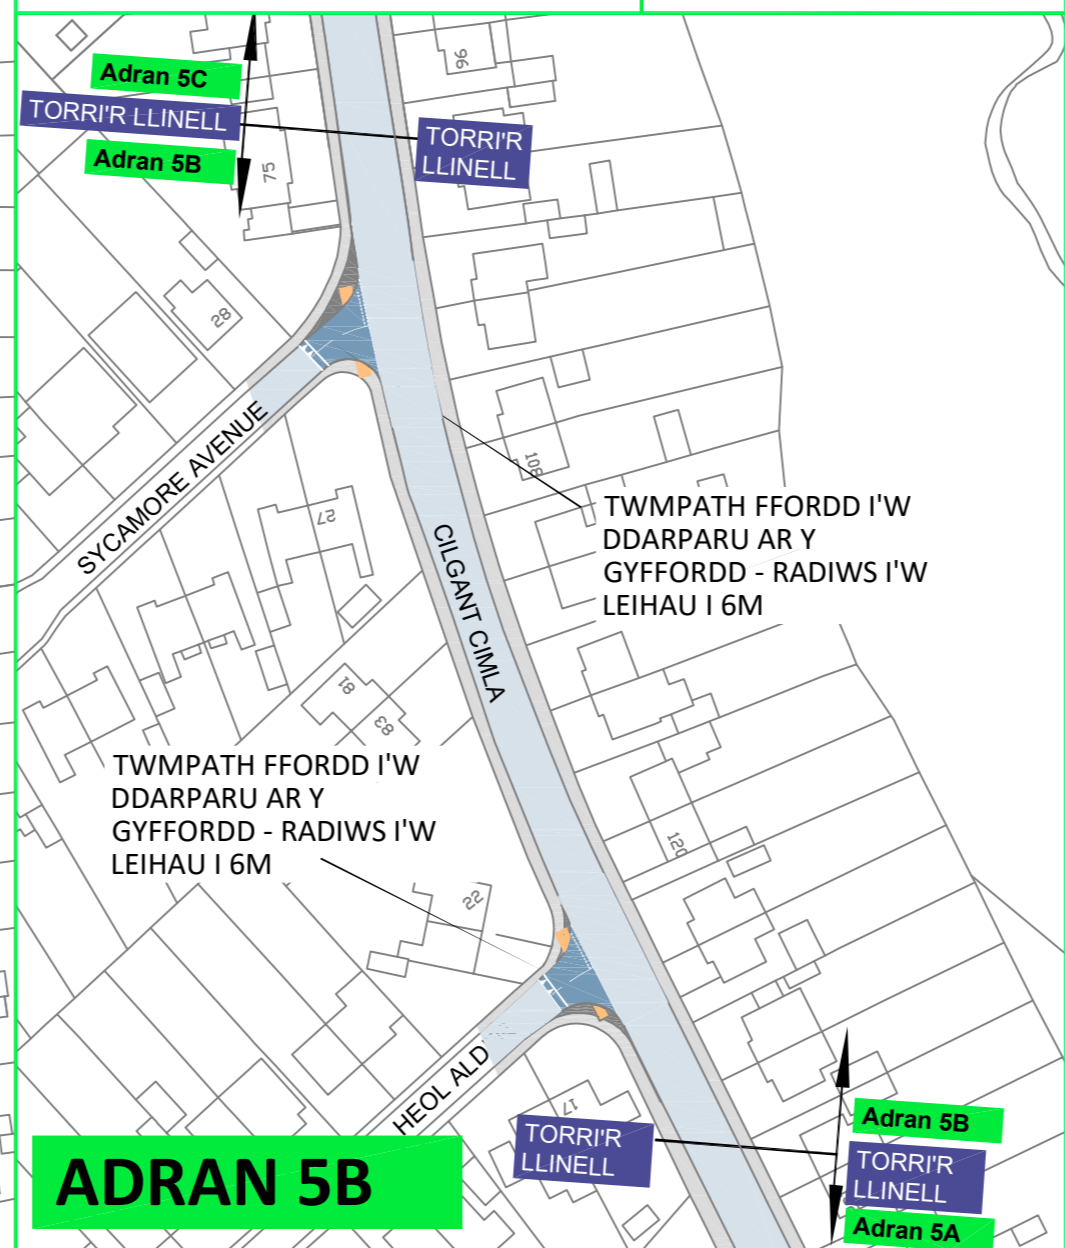 96
Adran 5C
TORRI'R LLINELL
Adran 5B
TORRI'R
LLINELL
75
28
SYCAMORE AVENUE
108
27
TWMPATH FFORDD I'W
DDARPARU AR Y
GYFFORDD - RADIWS I'W
LEIHAU I 6M
CILGANT CIMLA
81
83
TWMPATH FFORDD I'W
DDARPARU AR Y
GYFFORDD - RADIWS I'W
LEIHAU I 6M
120
22
HEOL ALD
17
TORRI'R
LLINELL
Adran 5B
TORRI'R
LLINELL
Adran 5A
ADRAN 5B